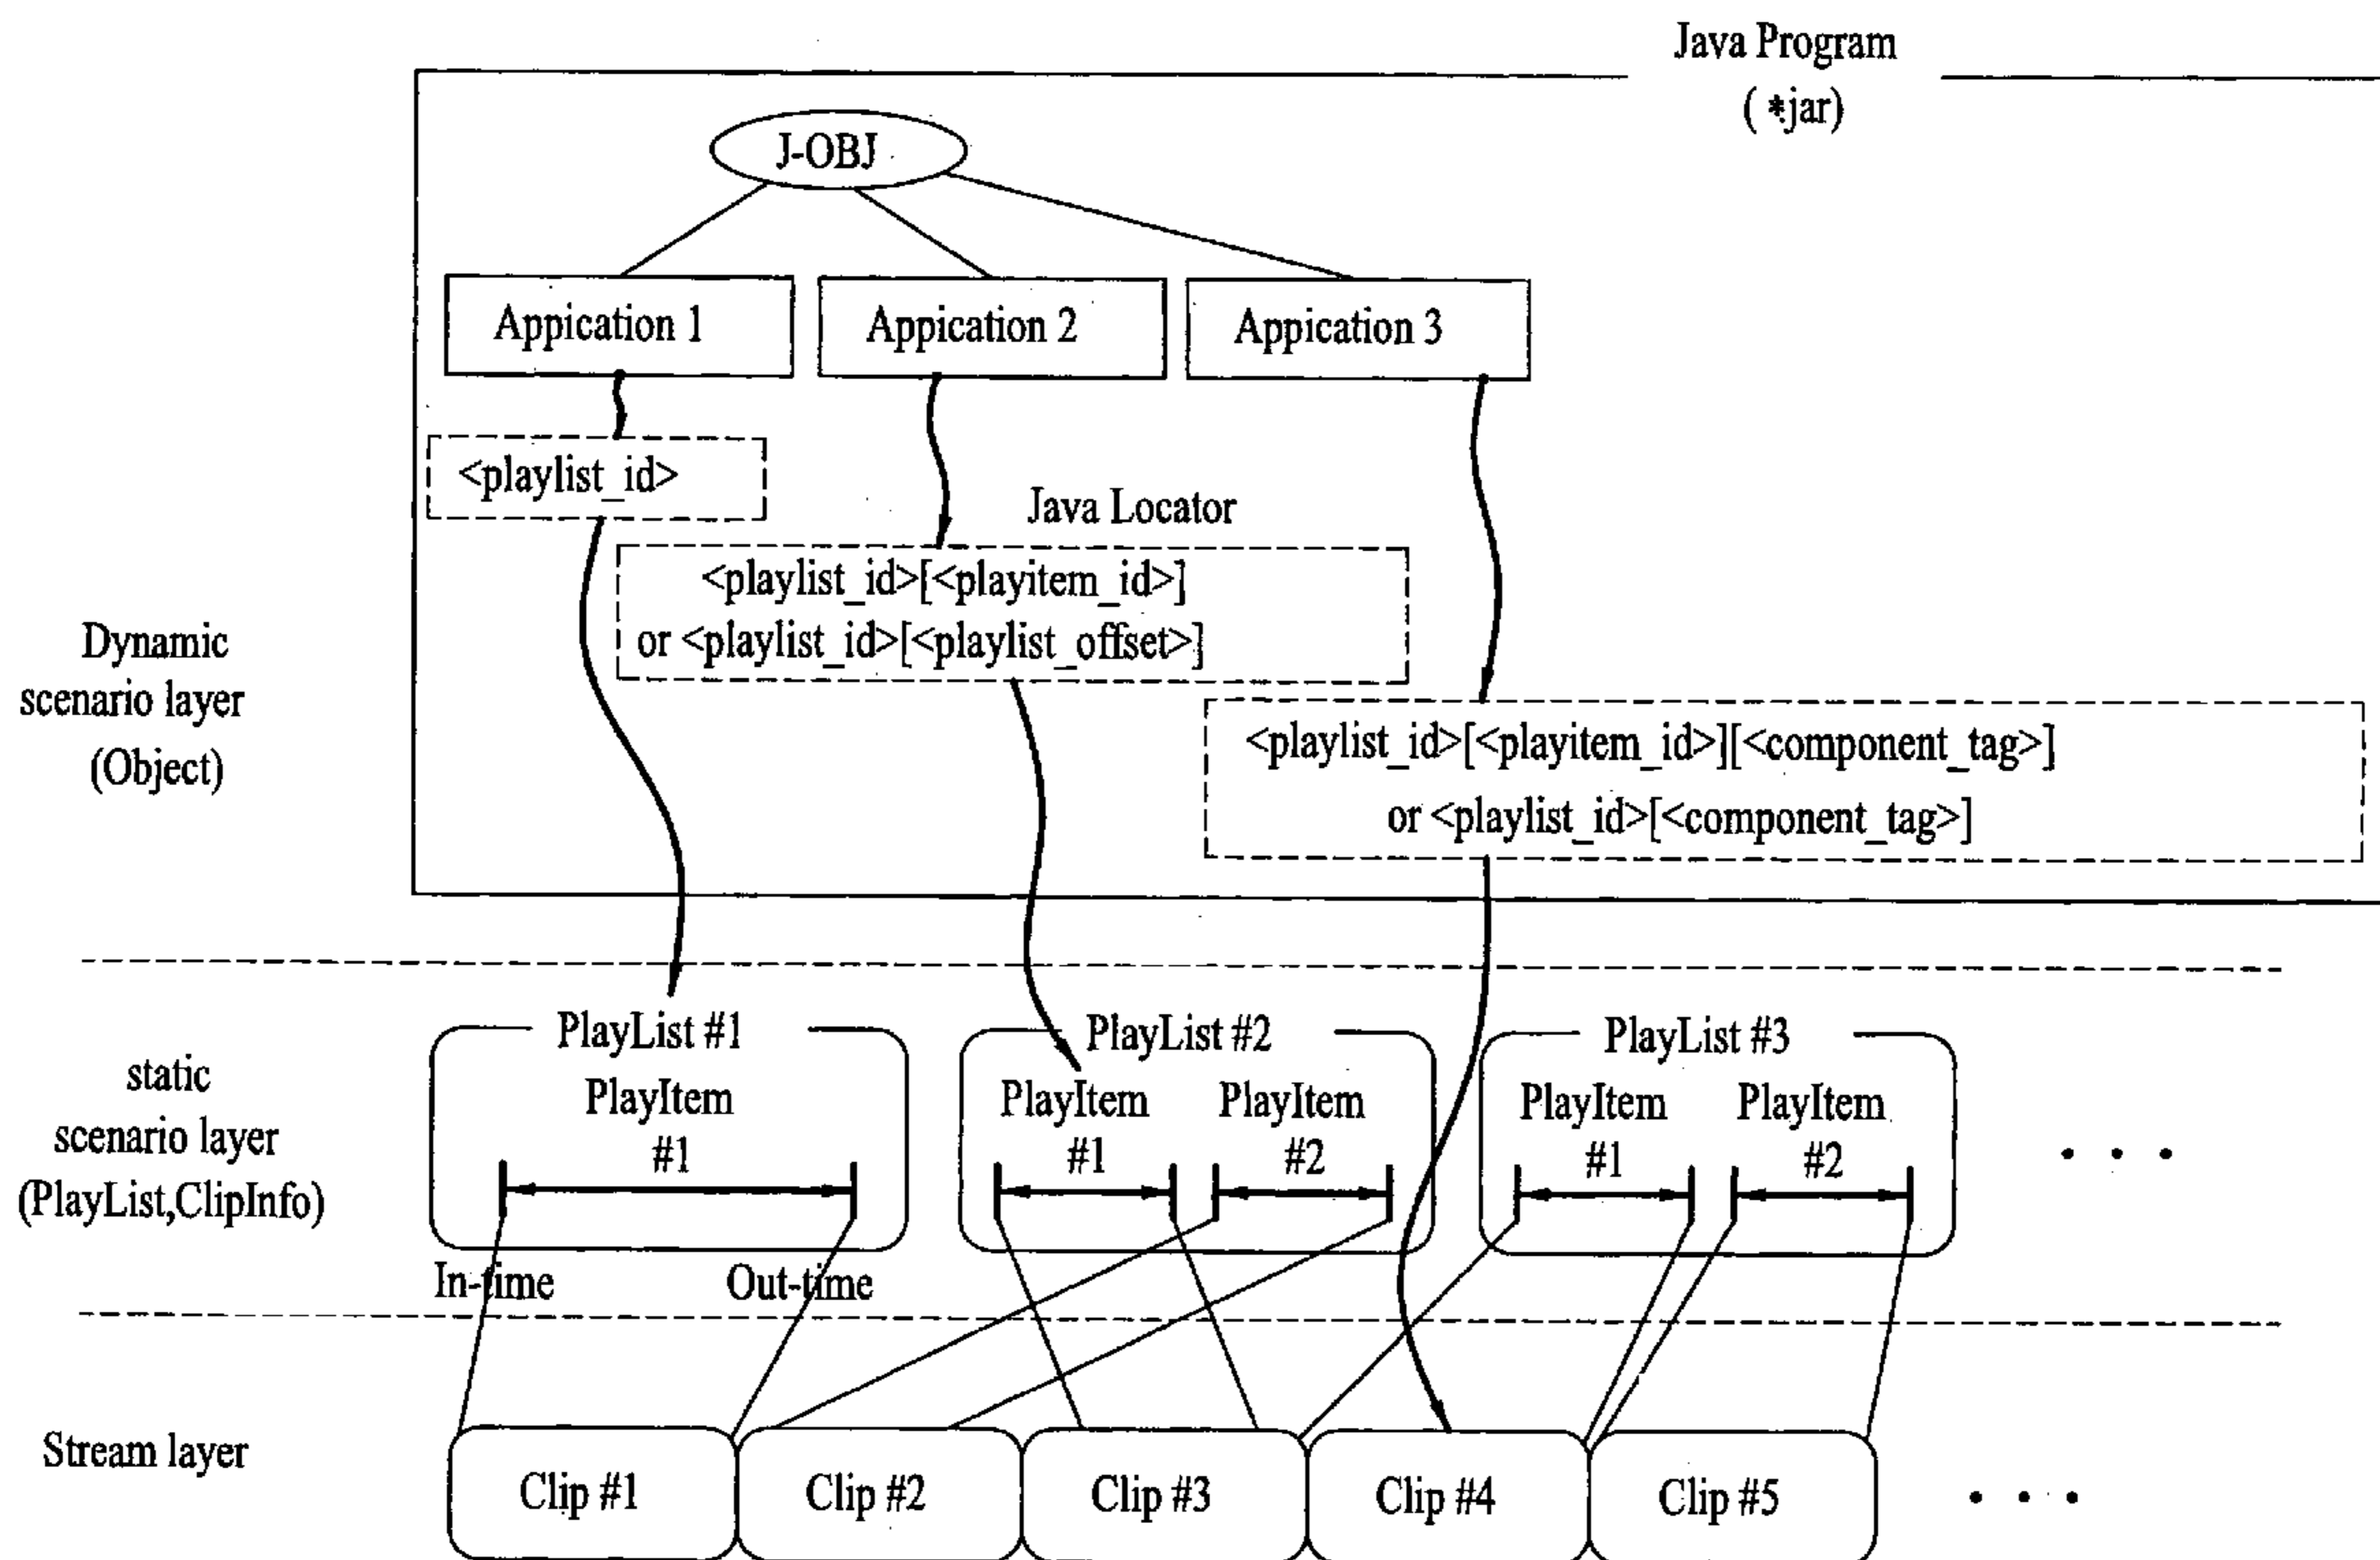 Java Program
( *.jar)
J-OBJ
Appication 1
Appication 2
Appication 3
<playlist_id>
Java Locator
<playlist_id>[<playitem_id>]
or <playlist_id>[<playlist_offset>]
Dynamic
scenario layer
(Object)
<playlist_id>[<playitem_id>][<component_tag>]
or <playlist_id>[<component_tag>]
static
scenario layer
(PlayList,ClipInfo)
PlayList #1
PlayItem
#1
In-time
Out-time
PlayList #2
PlayItem
#1
PlayItem
#2
PlayList #3
PlayItem
#1
PlayItem
#2
. . .
Stream layer
Clip #1
Clip #2
Clip #3
Clip #4
Clip #5
. . .